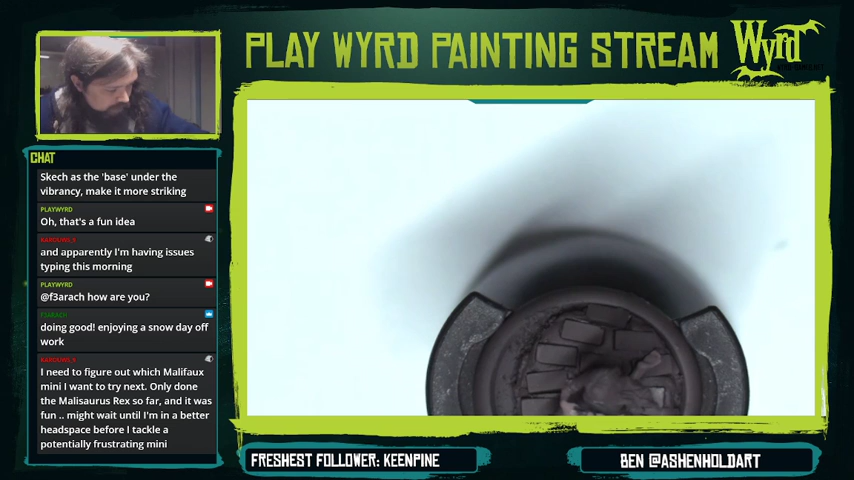 PLAY WYRD PAINTING STREAM
Wyrd
CHAT
Skech as the 'base' under the
vibrancy, make it more striking
PLAYWYRD
Oh, that's a fun idea
and apparently I'm having issues
typing this morning
PLAYWYRD
@f3arach how are you?
F3ARACH
doing good! enjoying a snow day off
work
I need to figure out which Malifaux
mini I want to try next. Only done
the Malisaurus Rex so far, and it was
fun .. might wait until I'm in a better
headspace before I tackle a
potentially frustrating mini
FRESHEST FOLLOWER: KEENPINE
BEN @ASHENHOLDART